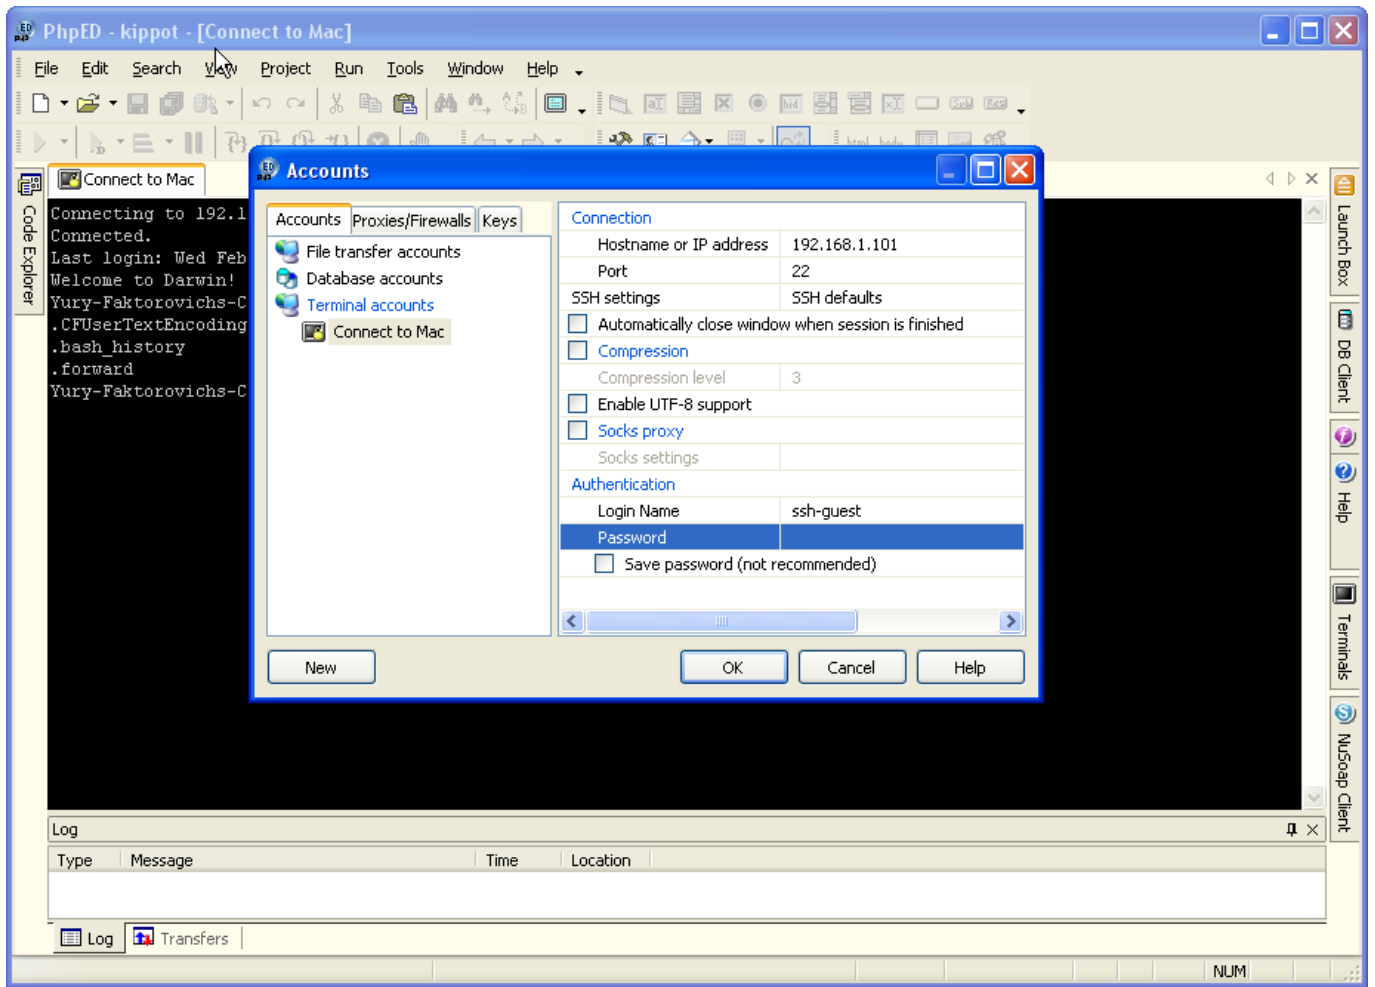 PhpED - kippot - [Connect to Mac]
File Edit Search View Project Run Tools Window Help
Connect to Mac
Code Explorer
Connecting to 192.1
Connected.
Last login: Wed Feb
Welcome to Darwin!
Yury-Faktorovichs-C
.CFUserTextEncoding
.bash_history
.forward
Yury-Faktorovichs-C
Accounts
Accounts Proxies/Firewalls Keys
File transfer accounts
Database accounts
Terminal accounts
Connect to Mac
Connection
Hostname or IP address 192.168.1.101
Port 22
SSH settings SSH defaults
Automatically close window when session is finished
Compression
Compression level 3
Enable UTF-8 support
Socks proxy
Socks settings
Authentication
Login Name ssh-guest
Password
Save password (not recommended)
New OK Cancel Help
Launch Box
DB Client
Help
Terminals
NuSoap Client
Log
Type Message Time Location
Log Transfers
NUM